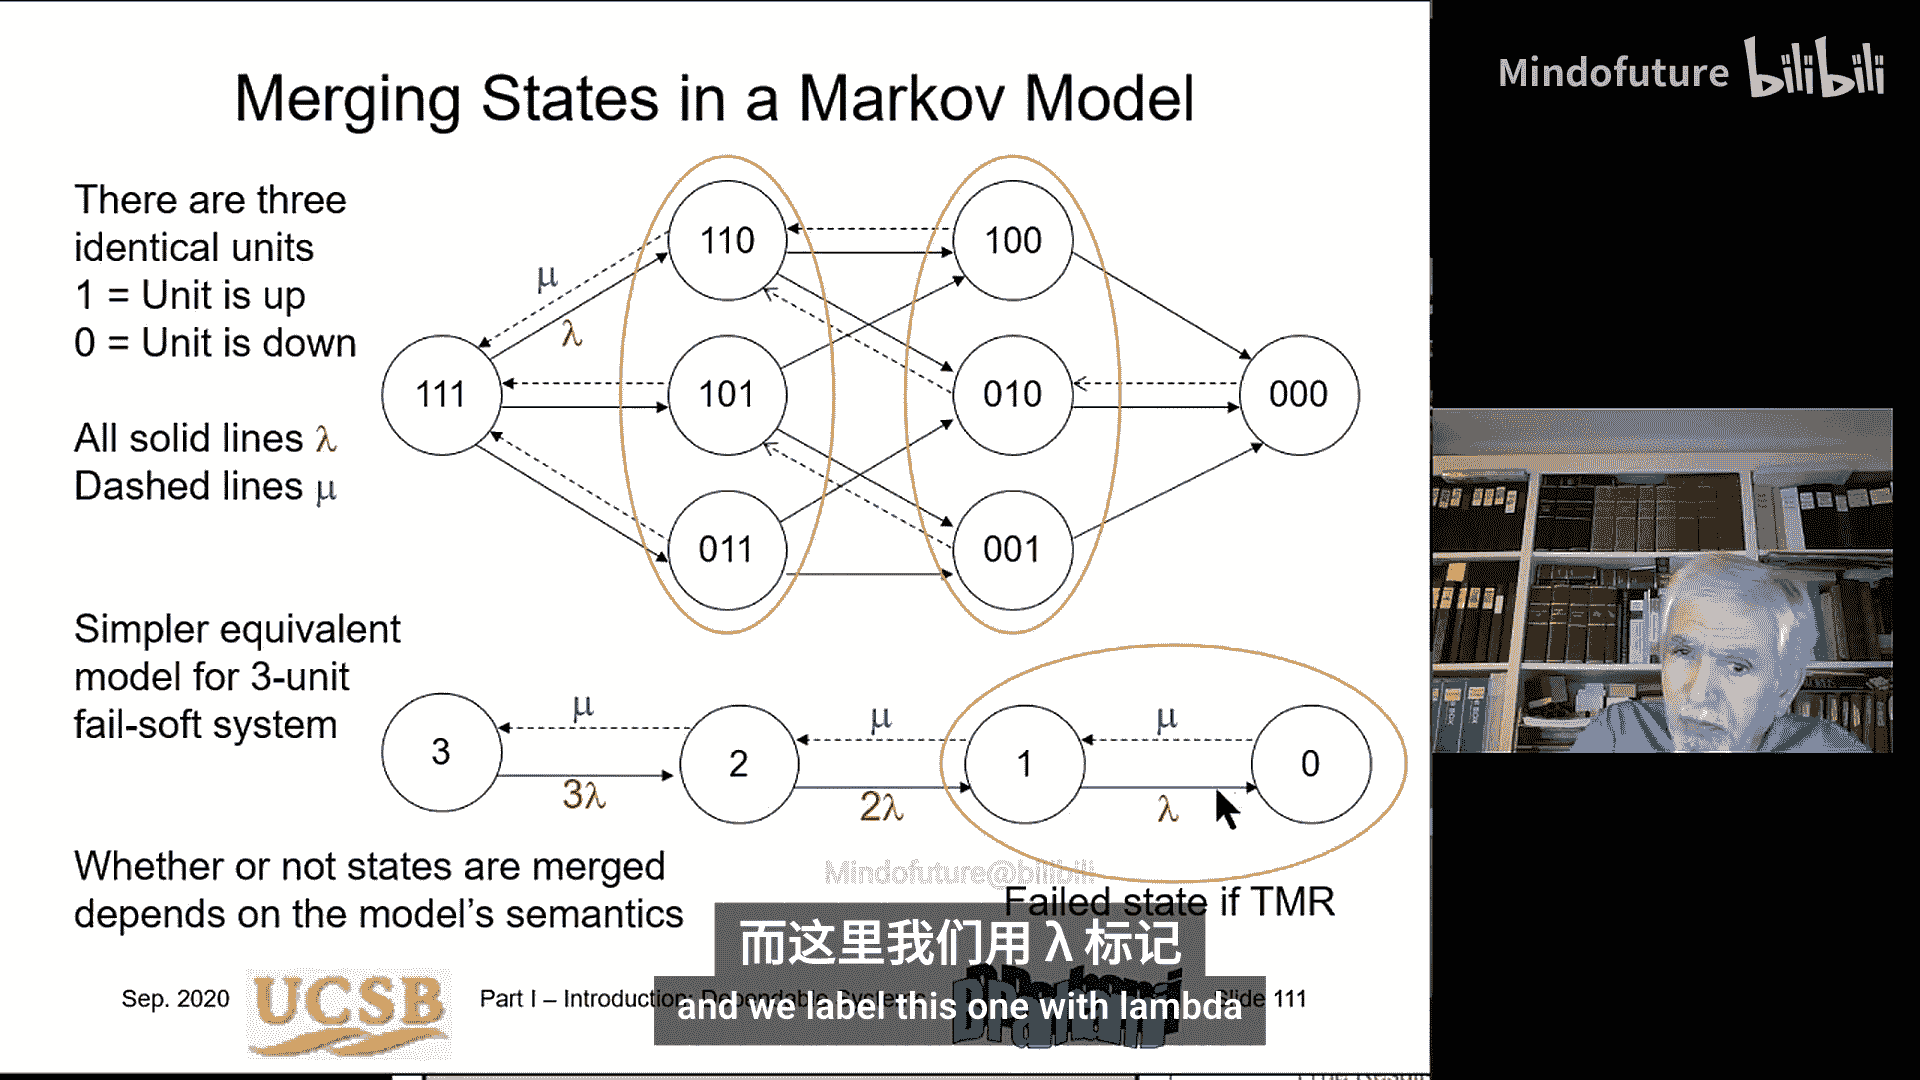 Mindofuture bilibili
Merging States in a Markov Model
There are three
identical units
1 = Unit is up
0 = Unit is down
All solid lines λ
Dashed lines μ
110
100
μ
λ
111
101
010
000
011
001
Simpler equivalent
model for 3-unit
fail-soft system
μ
μ
μ
3
2
1
0
3λ
2λ
λ
Whether or not states are merged
depends on the model's semantics
Mindofuture@bilibili
Failed state if TMR
而这里我们用 λ 标记
and we label this one with lambda
Sep. 2020
UCSB
Part I – Introduction: Dependable Systems
Slide 111